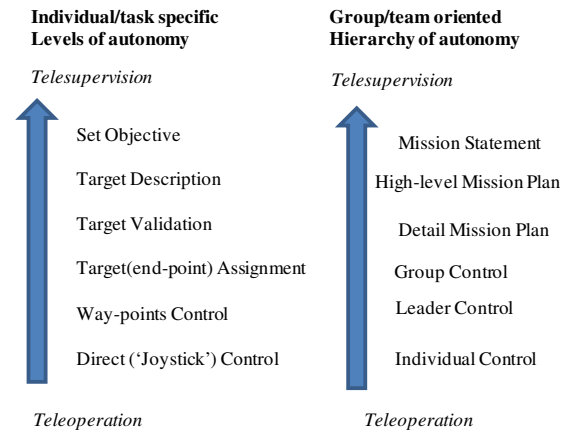 Individual/task specific
Levels of autonomy
Telesupervision
Set Objective
Target Description
Target Validation
Target(end-point) Assignment
Way-points Control
Direct (‘Joystick’) Control
Teleoperation
Group/team oriented
Hierarchy of autonomy
Telesupervision
Mission Statement
High-level Mission Plan
Detail Mission Plan
Group Control
Leader Control
Individual Control
Teleoperation